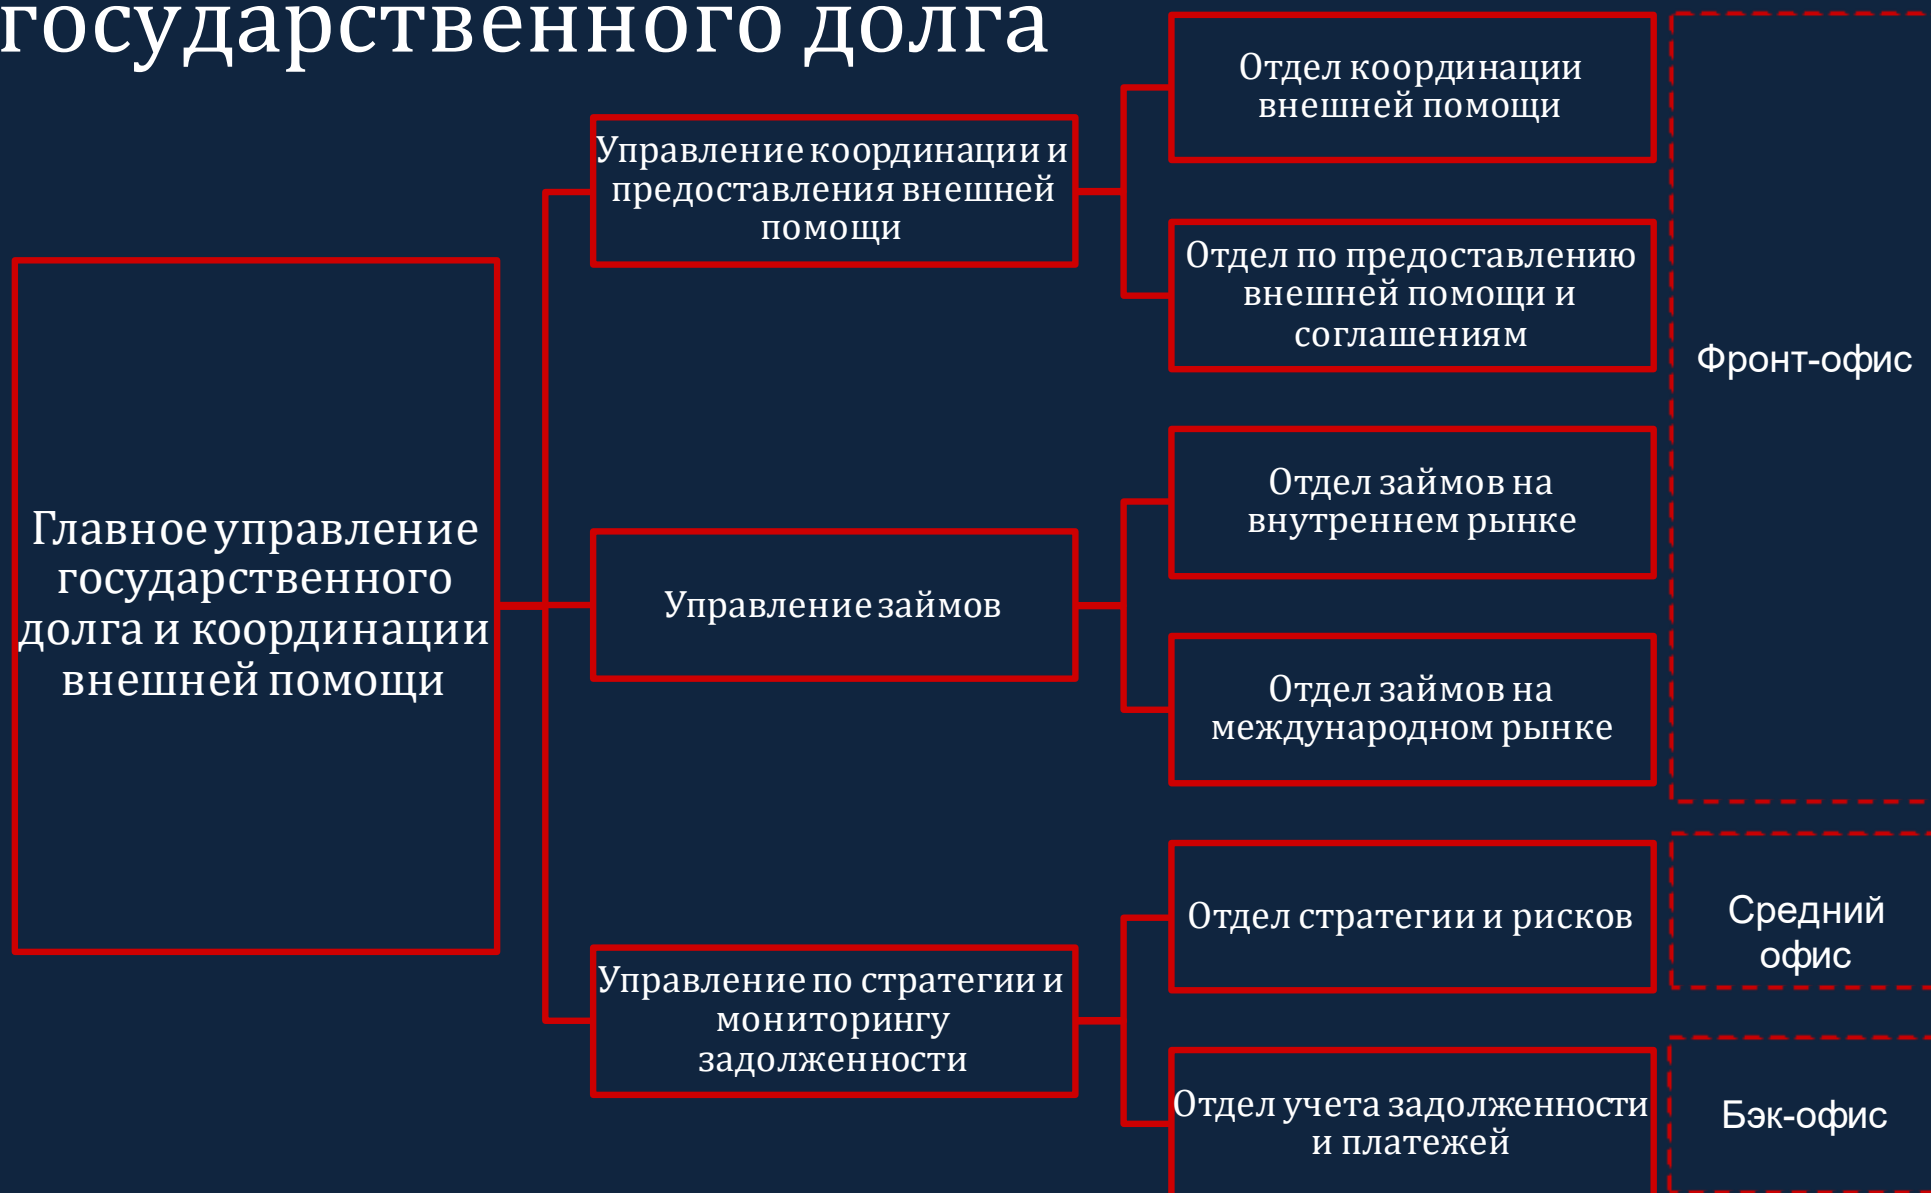 государственного долга
Отдел координации
внешней помощи
Управление координации и
предоставления внешней
помощи
Отдел по предоставлению
внешней помощи и
соглашениям
Фронт-офис
Главное управление
государственного
долга и координации
внешней помощи
Управление займов
Отдел займов на
внутреннем рынке
Отдел займов на
международном рынке
Управление по стратегии и
мониторингу
задолженности
Отдел стратегии и рисков
Средний
офис
Отдел учета задолженности
и платежей
Бэк-офис